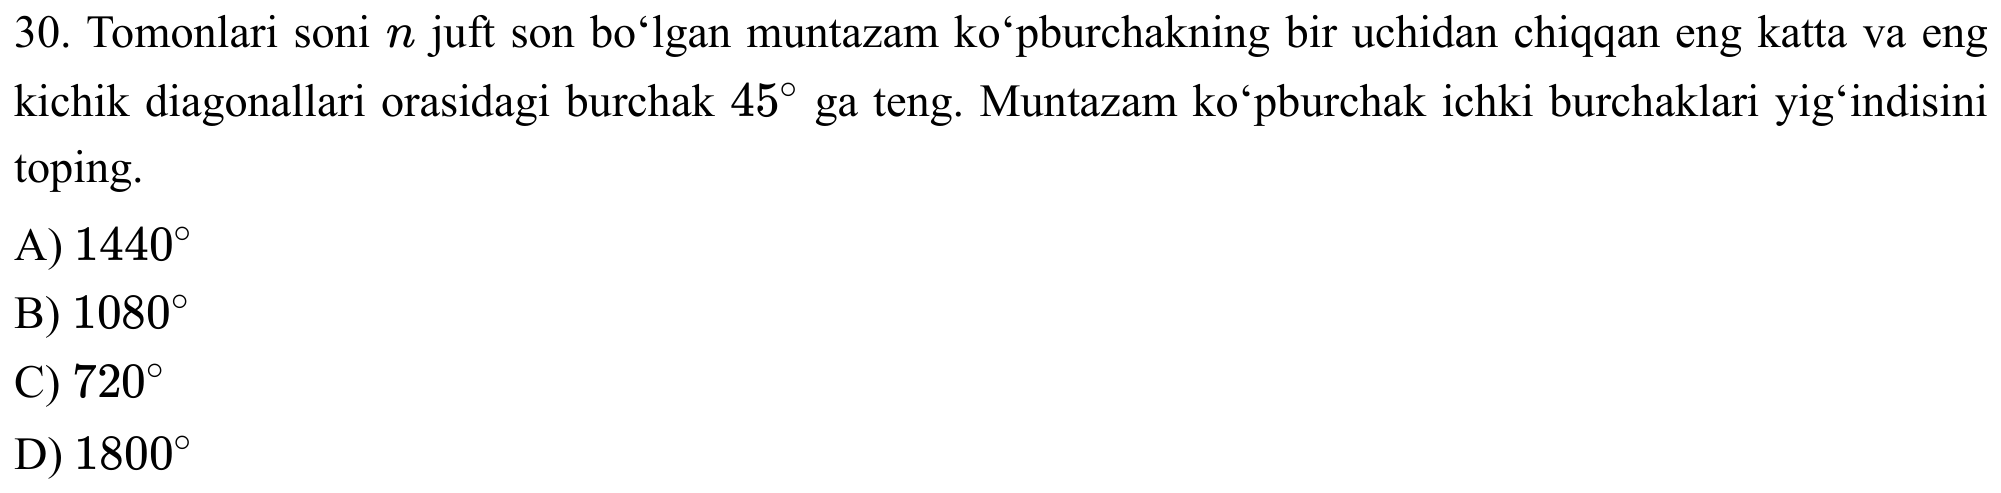 30. Tomonlari soni n juft son bo‘lgan muntazam ko‘pburchakning bir uchidan chiqqan eng katta va eng
kichik diagonallari orasidagi burchak 45° ga teng. Muntazam ko‘pburchak ichki burchaklari yig‘indisini
toping.
A) 1440°
B) 1080°
C) 720°
D) 1800°